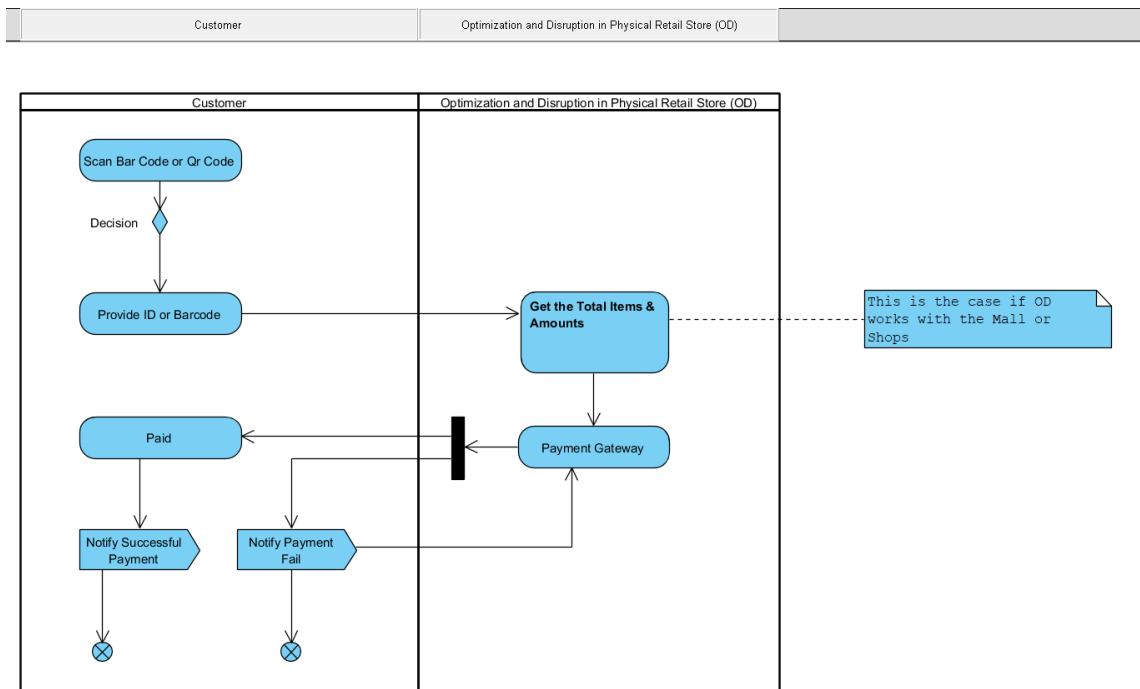 Customer
Optimization and Disruption in Physical Retail Store (OD)
Customer
Optimization and Disruption in Physical Retail Store (OD)
Scan Bar Code or Qr Code
Decision
Provide ID or Barcode
Get the Total Items &
Amounts
This is the case if OD
works with the Mall or
Shops
Paid
Payment Gateway
Notify Successful
Payment
Notify Payment
Fail